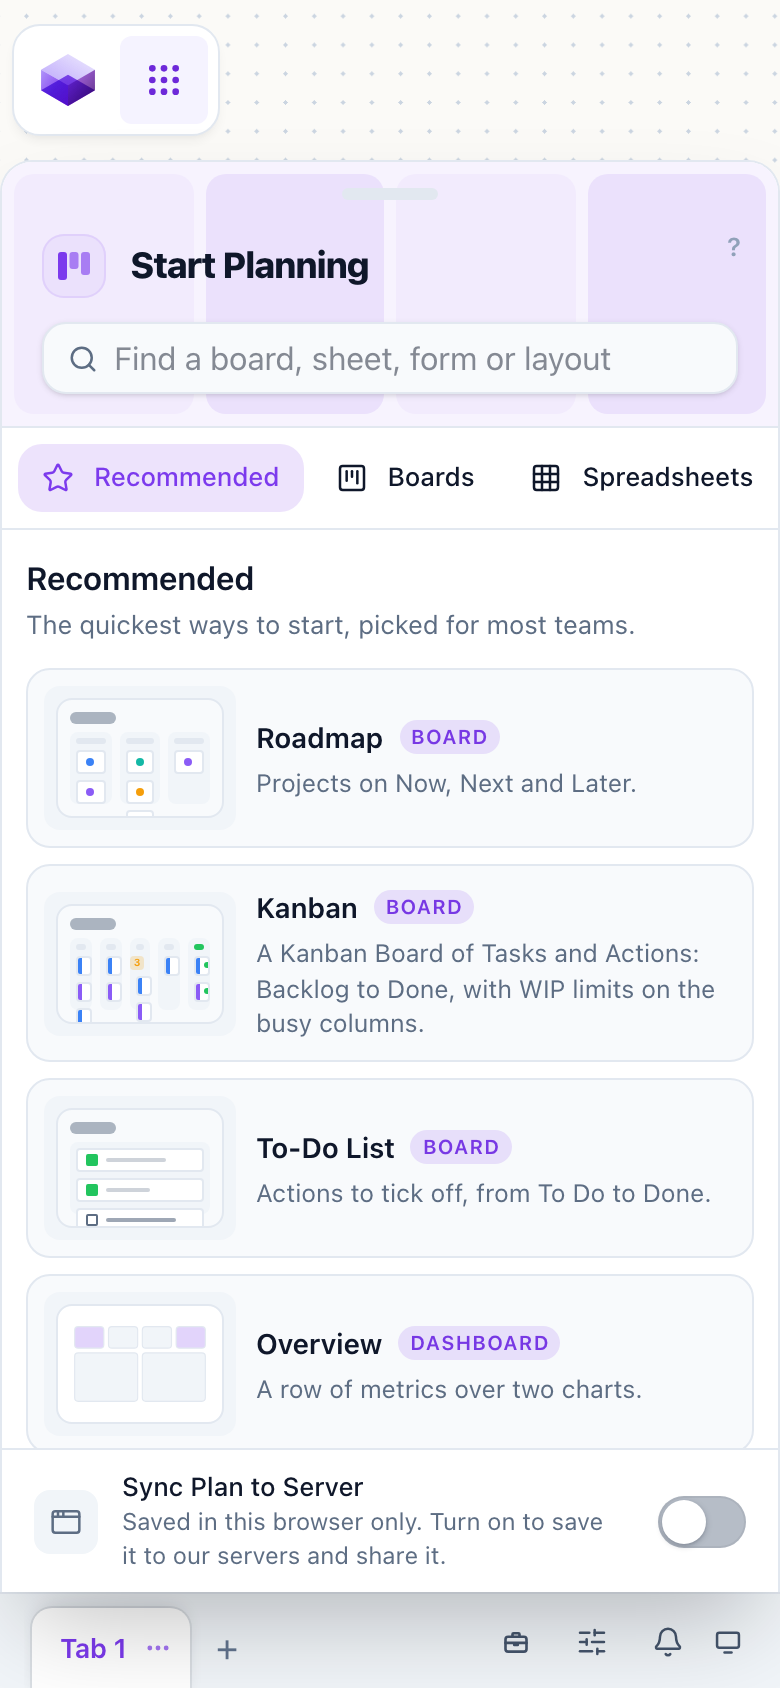 Start Planning
?
Find a board, sheet, form or layout
Recommended
Boards
Spreadsheets
Recommended
The quickest ways to start, picked for most teams.
Roadmap BOARD
Projects on Now, Next and Later.
3
Kanban BOARD
A Kanban Board of Tasks and Actions:
Backlog to Done, with WIP limits on the
busy columns.
To-Do List BOARD
Actions to tick off, from To Do to Done.
Overview DASHBOARD
A row of metrics over two charts.
Sync Plan to Server
Saved in this browser only. Turn on to save
it to our servers and share it.
Tab 1